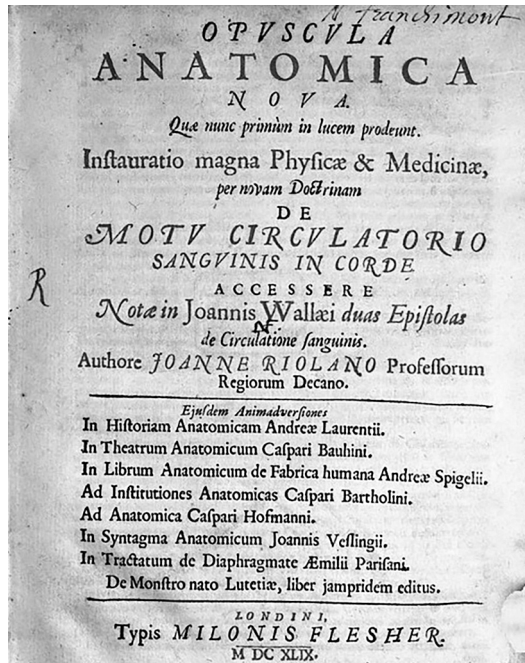 N franchimont
OPVSCVLA
ANATOMICA
NOVA.
Quæ nunc primùm in lucem prodeunt.
Inſtauratio magna Phyſicæ & Medicinæ,
per novam Doctrinam
DE
MOTV CIRCVLATORIO
SANGVINIS IN CORDE
ACCESSERE
R
Notæ in Joannis Wallæi duas Epiſtolas
de Circulatione ſanguinis.
Authore JOANNE RIOLANO Profeſſorum
Regiorum Decano.
Ejuſdem Animadverſiones
In Hiſtoriam Anatomicam Andreæ Laurentii.
In Theatrum Anatomicum Caſpari Bauhini.
In Librum Anatomicum de Fabrica humana Andreæ Spigelii.
Ad Inſtitutiones Anatomicas Caſpari Bartholini.
Ad Anatomica Caſpari Hofmanni.
In Syntagma Anatomicum Joannis Veſlingii.
In Tractatum de Diaphragmate Æmilii Pariſani.
De Monſtro nato Lutetiæ, liber jampridem editus.
LONDINI,
Typis MILONIS FLESHER.
M DC XLIX.